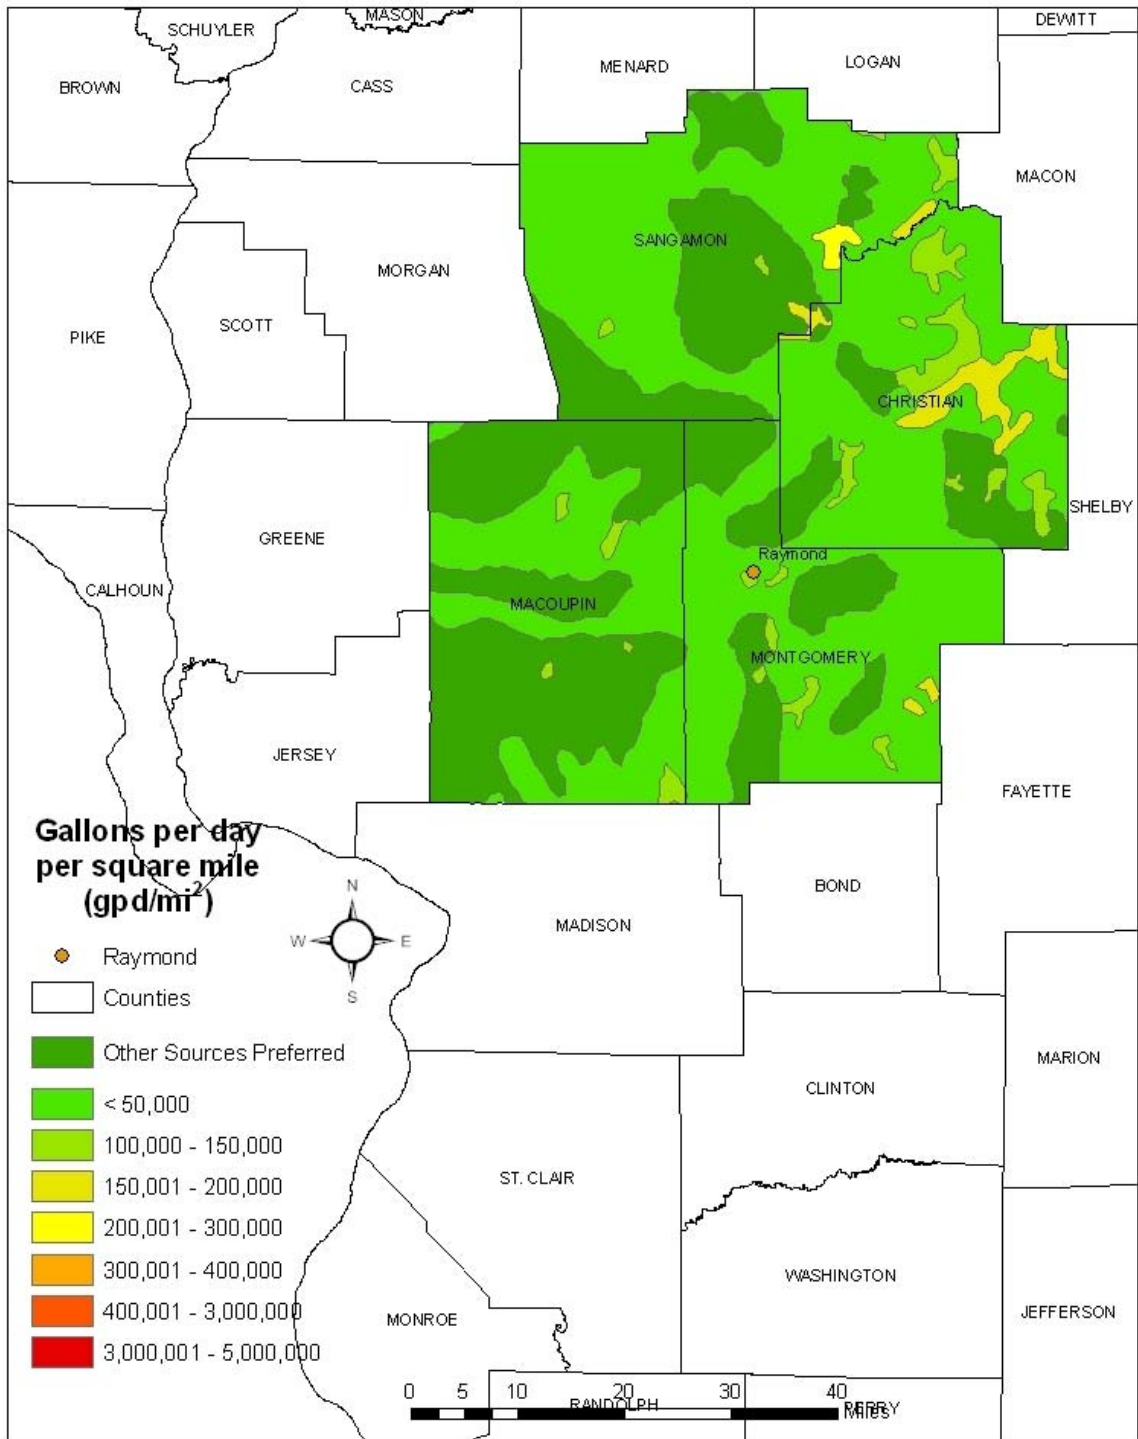 MASON
DEWITT
SCHUYLER
LOGAN
MENARD
BROWN
CASS
MACON
SANGAMON
MORGAN
SCOTT
PIKE
CHRISTIAN
SHELBY
GREENE
Raymond
CALHOUN
MACOUPIN
MONTGOMERY
JERSEY
FAYETTE
Gallons per day
per square mile
(gpd/mi²)
N
W E
S
BOND
MADISON
Raymond
Counties
Other Sources Preferred
< 50,000
100,000 - 150,000
150,001 - 200,000
200,001 - 300,000
300,001 - 400,000
400,001 - 3,000,000
3,000,001 - 5,000,000
MARION
CLINTON
ST. CLAIR
WASHINGTON
JEFFERSON
MONROE
0 5 10 20 30 40
Miles
RANDOLPH
PERRY